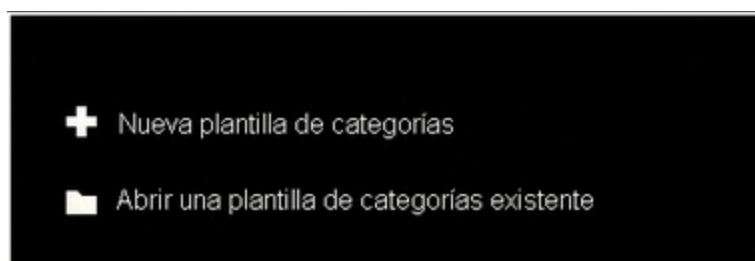 Nueva plantilla de categorías
Abrir una plantilla de categorías existente